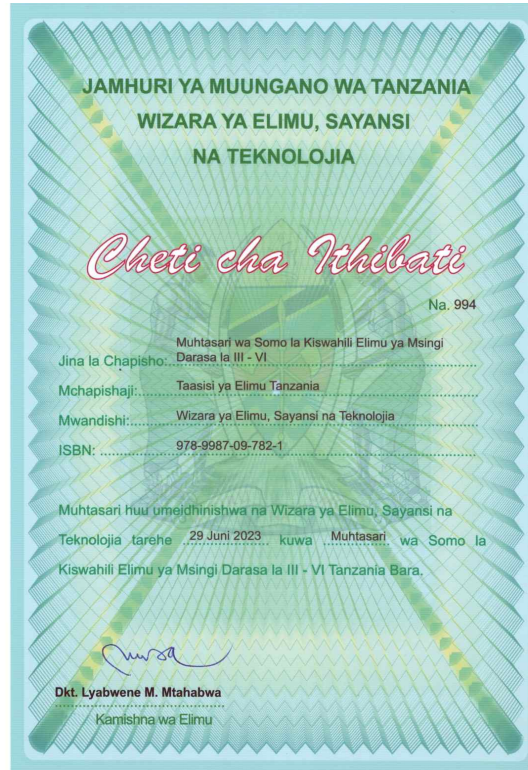 JAMHURI YA MUUNGANO WA TANZANIA
WIZARA YA ELIMU, SAYANSI
NA TEKNOLOJIA
Cheti cha Ithibati
Na. 994
Muhtasari wa Somo la Kiswahili Elimu ya Msingi
Jina la Chapisho: Darasa la III - VI
Mchapishaji: Taasisi ya Elimu Tanzania
Mwandishi: Wizara ya Elimu, Sayansi na Teknolojia
ISBN: 978-9987-09-782-1
Muhtasari huu umeidhinishwa na Wizara ya Elimu, Sayansi na
Teknolojia tarehe 29 Juni 2023 kuwa Muhtasari wa Somo la
Kiswahili Elimu ya Msingi Darasa la III - VI Tanzania Bara.
Dkt. Lyabwene M. Mtahabwa
Kamishna wa Elimu